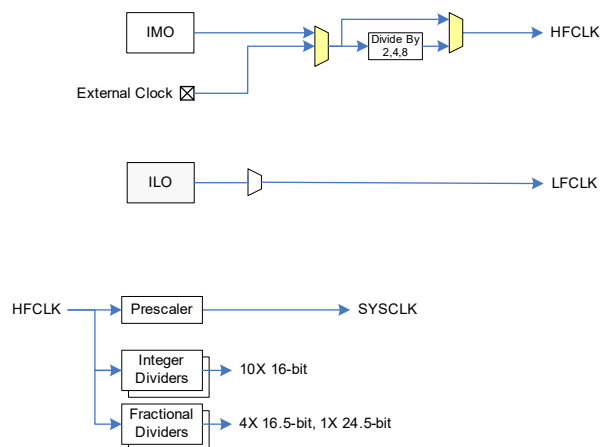 IMO
External Clock
Divide By
2,4,8
HFCLK
ILO
LFCLK
HFCLK
Prescaler
SYSCLK
Integer
Dividers
10X 16-bit
Fractional
Dividers
4X 16.5-bit, 1X 24.5-bit